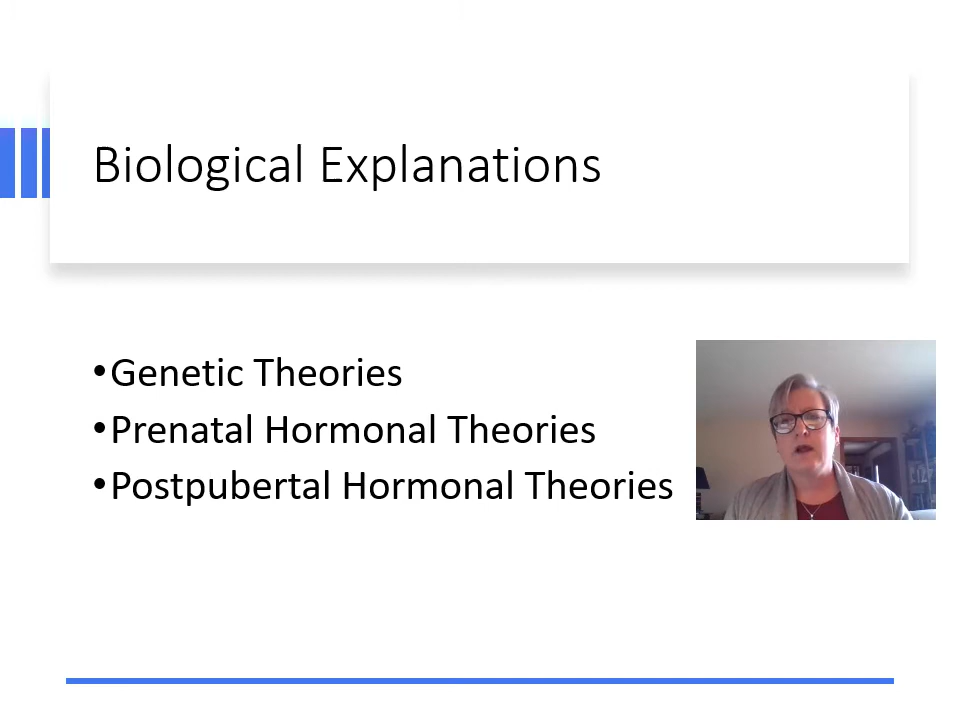 Biological Explanations
•Genetic Theories
•Prenatal Hormonal Theories
•Postpubertal Hormonal Theories